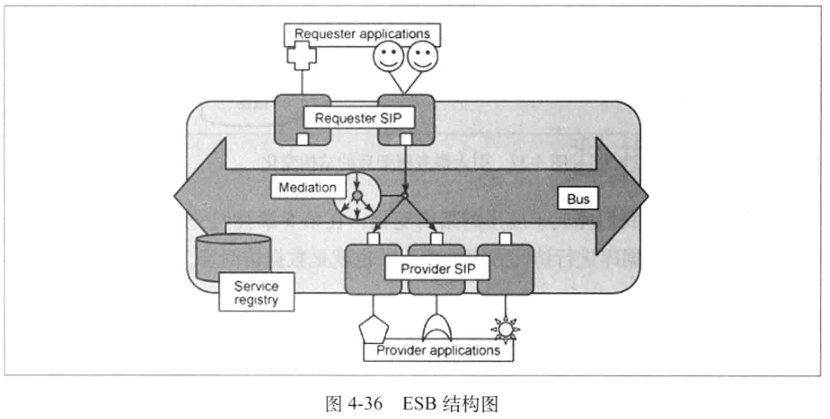 Requester applications
Requester SIP
Mediation
Bus
Service
registry
Provider SIP
Provider applications
图 4-36 ESB 结构图